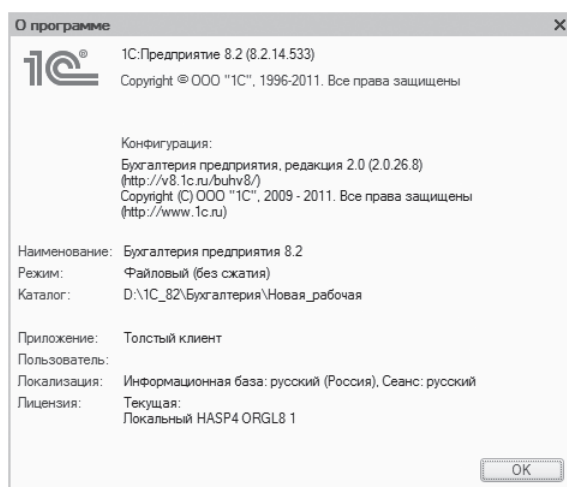 О программе
1С®
1С:Предприятие 8.2 (8.2.14.533)
Copyright © ООО "1С", 1996-2011. Все права защищены
Конфигурация:
Бухгалтерия предприятия, редакция 2.0 (2.0.26.8)
(http://v8.1c.ru/buhv8/)
Copyright (С) ООО "1С", 2009 - 2011. Все права защищены
(http://www.1c.ru)
Наименование: Бухгалтерия предприятия 8.2
Режим: Файловый (без сжатия)
Каталог: D:\1C_82\Бухгалтерия\Новая_рабочая
Приложение: Толстый клиент
Пользователь:
Локализация: Информационная база: русский (Россия), Сеанс: русский
Лицензия: Текущая:
Локальный HASP4 ORGL8 1
OK